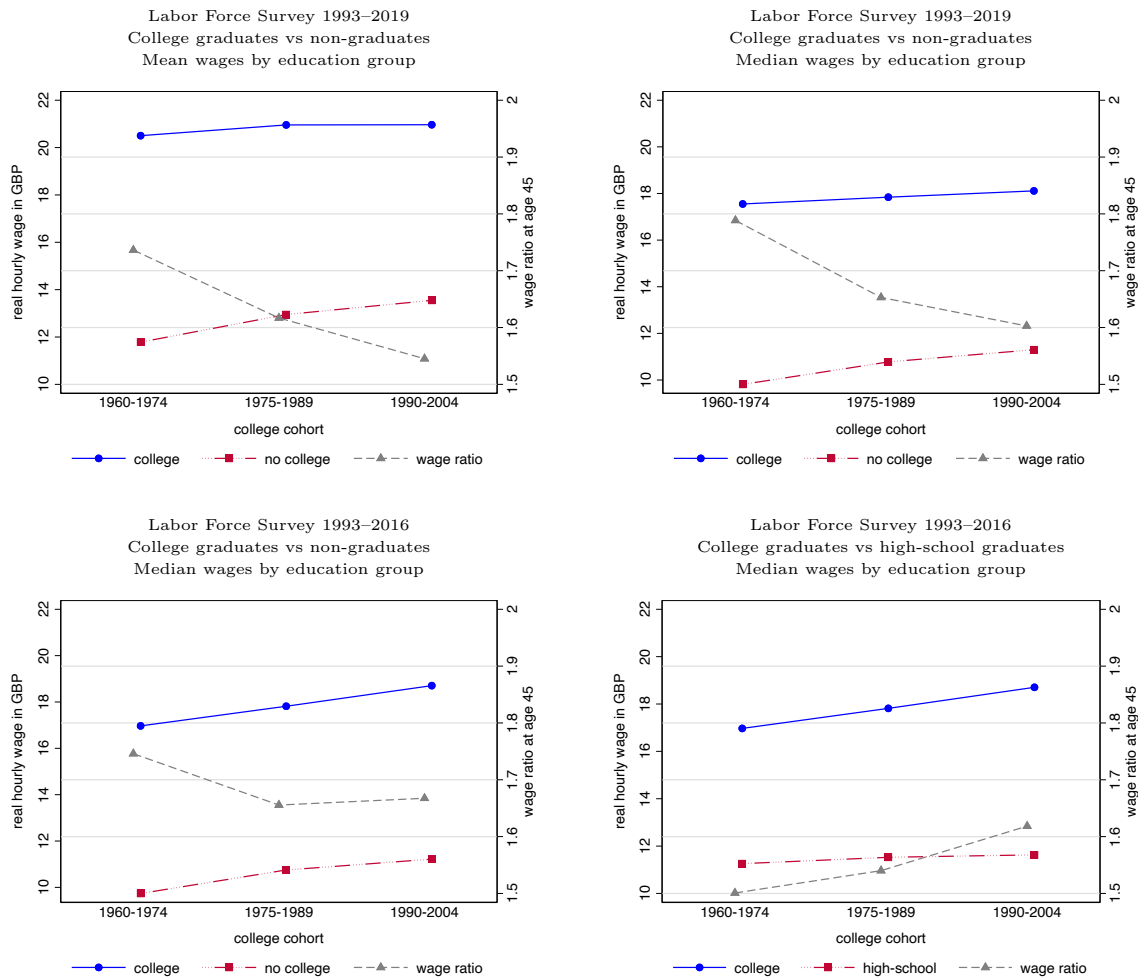 Labor Force Survey 1993–2019
College graduates vs non-graduates
Mean wages by education group
real hourly wage in GBP
22
20
18
16
14
12
10
2
1.9
1.8
1.7
1.6
1.5
wage ratio at age 45
1960-1974 1975-1989 1990-2004
college cohort
college no college wage ratio
Labor Force Survey 1993–2019
College graduates vs non-graduates
Median wages by education group
real hourly wage in GBP
22
20
18
16
14
12
10
2
1.9
1.8
1.7
1.6
1.5
wage ratio at age 45
1960-1974 1975-1989 1990-2004
college cohort
college no college wage ratio
Labor Force Survey 1993–2016
College graduates vs non-graduates
Median wages by education group
real hourly wage in GBP
22
20
18
16
14
12
10
2
1.9
1.8
1.7
1.6
1.5
wage ratio at age 45
1960-1974 1975-1989 1990-2004
college cohort
college no college wage ratio
Labor Force Survey 1993–2016
College graduates vs high-school graduates
Median wages by education group
real hourly wage in GBP
22
20
18
16
14
12
10
2
1.9
1.8
1.7
1.6
1.5
wage ratio at age 45
1960-1974 1975-1989 1990-2004
college cohort
college high-school wage ratio